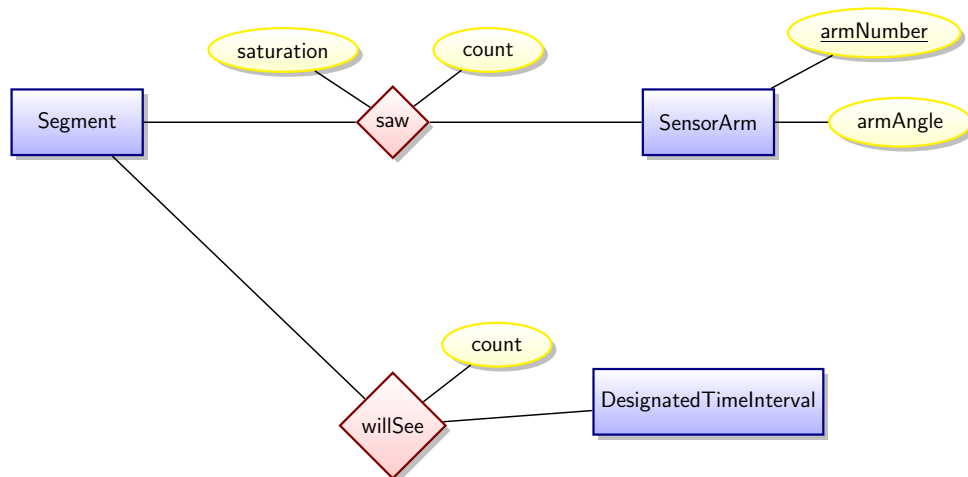 armNumber
saturation
count
Segment
saw
SensorArm
armAngle
count
DesignatedTimeInterval
willSee